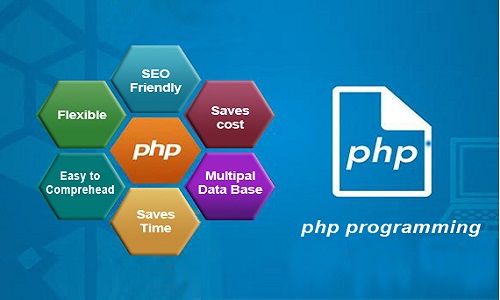 SEO
Friendly
Flexible
Saves
cost
php
Easy to
Comprehead
Multipal
Data Base
Saves
Time
php
php programming